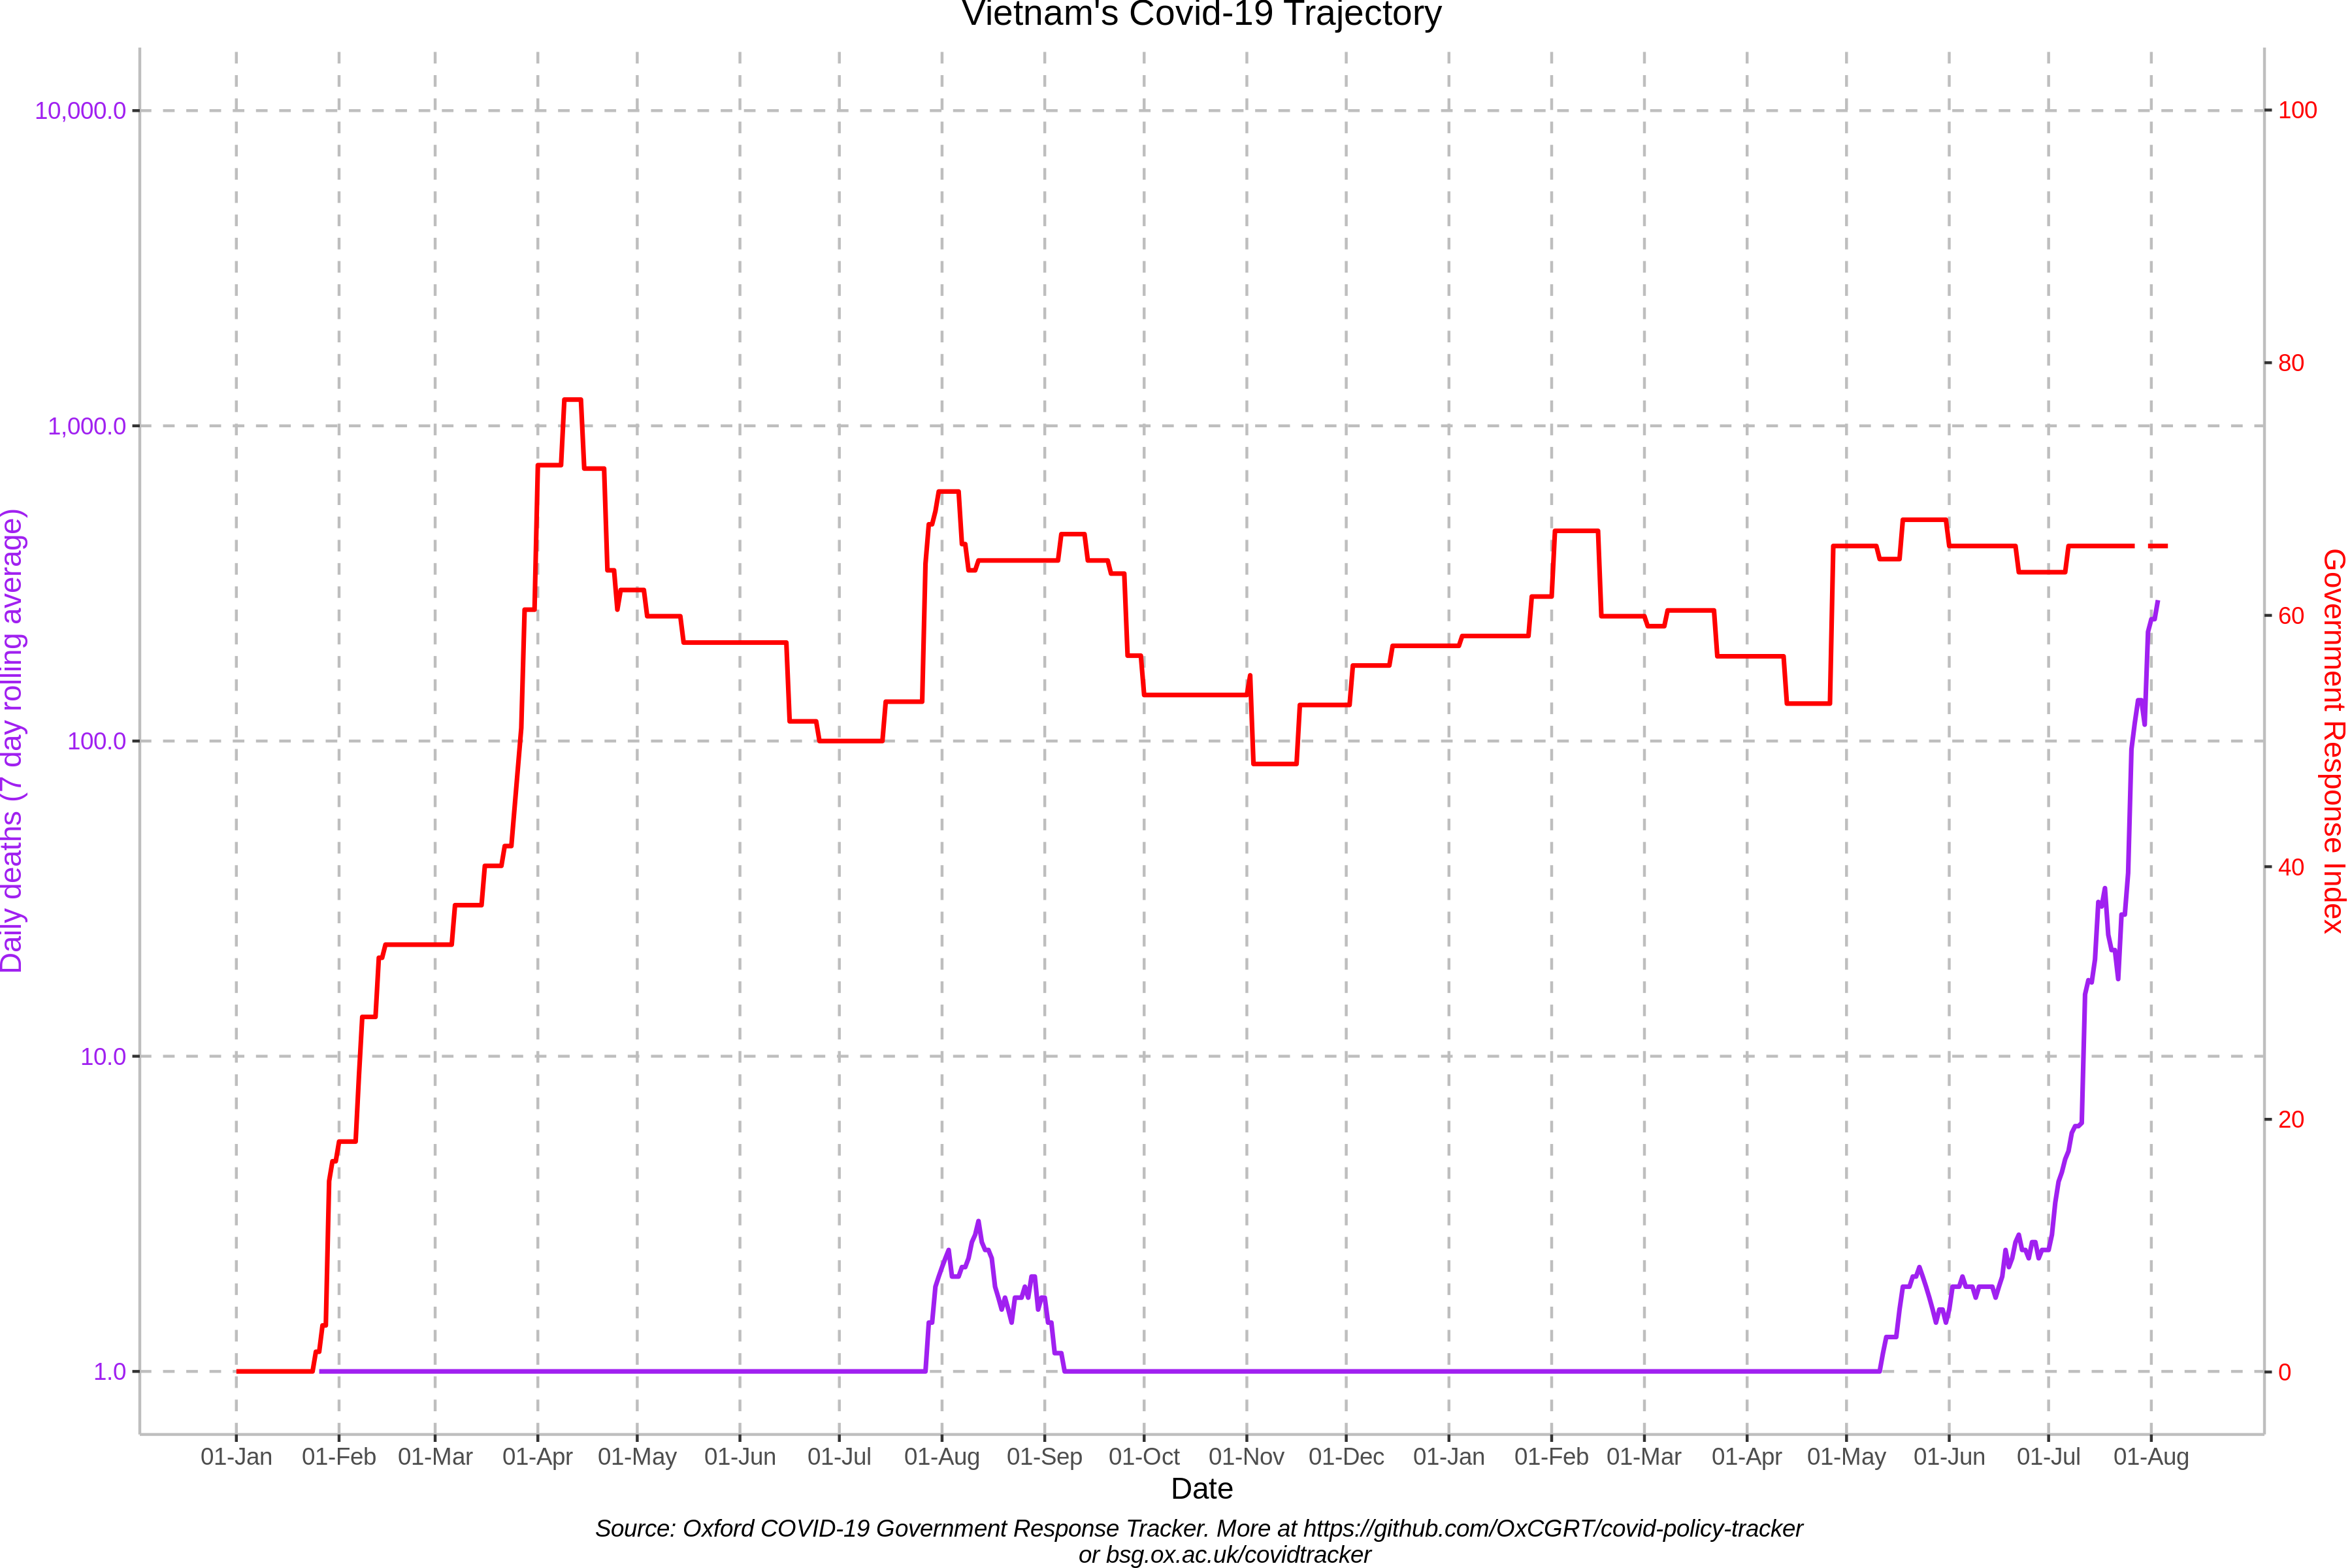 Vietnam's Covid-19 Trajectory
10,000.0
1,000.0
100.0
10.0
1.0
Daily deaths (7 day rolling average)
100
80
60
40
20
0
Government Response Index
01-Jan 01-Feb 01-Mar 01-Apr 01-May 01-Jun 01-Jul 01-Aug 01-Sep 01-Oct 01-Nov 01-Dec 01-Jan 01-Feb 01-Mar 01-Apr 01-May 01-Jun 01-Jul 01-Aug
Date
Source: Oxford COVID-19 Government Response Tracker. More at https://github.com/OxCGRT/covid-policy-tracker
or bsg.ox.ac.uk/covidtracker